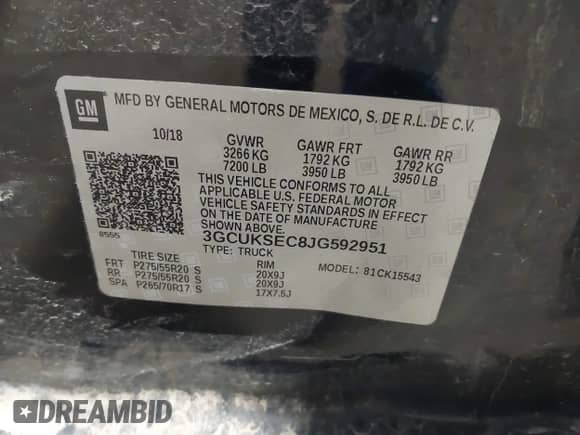 GM
MFD BY GENERAL MOTORS DE MEXICO, S. DE R.L. DE C.V.
10/18 GVWR GAWR FRT GAWR RR
3266 KG 1792 KG 1792 KG
7200 LB 3950 LB 3950 LB
THIS VEHICLE CONFORMS TO ALL
APPLICABLE U.S. FEDERAL MOTOR
VEHICLE SAFETY STANDARDS IN
EFFECT ON THE DATE OF MANUFACTURE
SHOWN ABOVE.
3GCUKSEC8JG592951
TYPE: TRUCK
MODEL: 81CK15543
TIRE SIZE RIM
FRT P275/55R20 S 20X9J
RR P275/55R20 S 20X9J
SPA P265/70R17 S 17X7.5J
DREAMBID